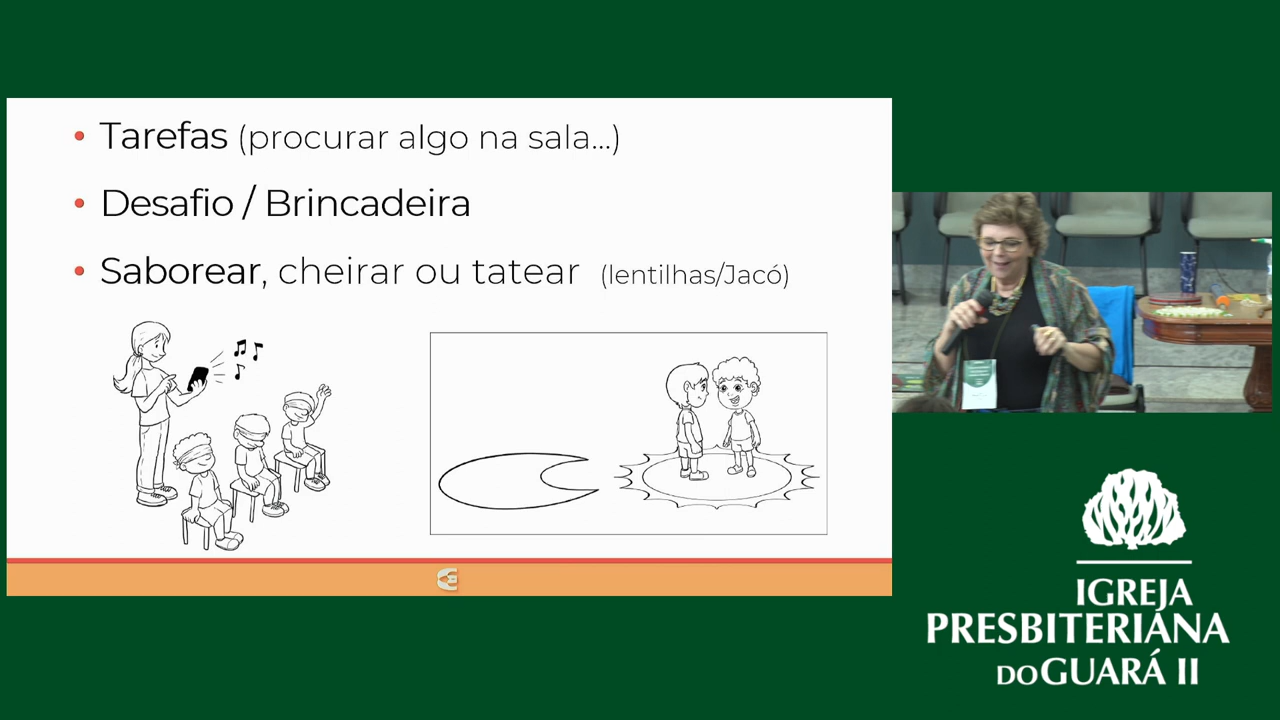 • Tarefas (procurar algo na sala...)
• Desafio / Brincadeira
• Saborear, cheirar ou tatear (lentilhas/Jacó)
IGREJA
PRESBITERIANA
DO GUARÁ II